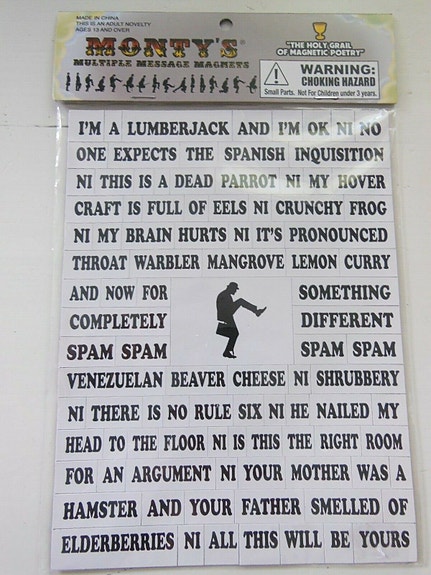 MADE IN CHINA
THIS IS AN ADULT NOVELTY
AGES 13 AND OVER
MONTY'S
MULTIPLE MESSAGE MAGNETS
"THE HOLY GRAIL
OF MAGNETIC POETRY"
WARNING:
CHOKING HAZARD
Small Parts. Not For Children under 3 years.
I'M A LUMBERJACK AND I'M OK NI NO
ONE EXPECTS THE SPANISH INQUISITION
NI THIS IS A DEAD PARROT NI MY HOVER
CRAFT IS FULL OF EELS NI CRUNCHY FROG
NI MY BRAIN HURTS NI IT'S PRONOUNCED
THROAT WARBLER MANGROVE LEMON CURRY
AND NOW FOR SOMETHING
COMPLETELY DIFFERENT
SPAM SPAM SPAM SPAM
VENEZUELAN BEAVER CHEESE NI SHRUBBERY
NI THERE IS NO RULE SIX NI HE NAILED MY
HEAD TO THE FLOOR NI IS THIS THE RIGHT ROOM
FOR AN ARGUMENT NI YOUR MOTHER WAS A
HAMSTER AND YOUR FATHER SMELLED OF
ELDERBERRIES NI ALL THIS WILL BE YOURS